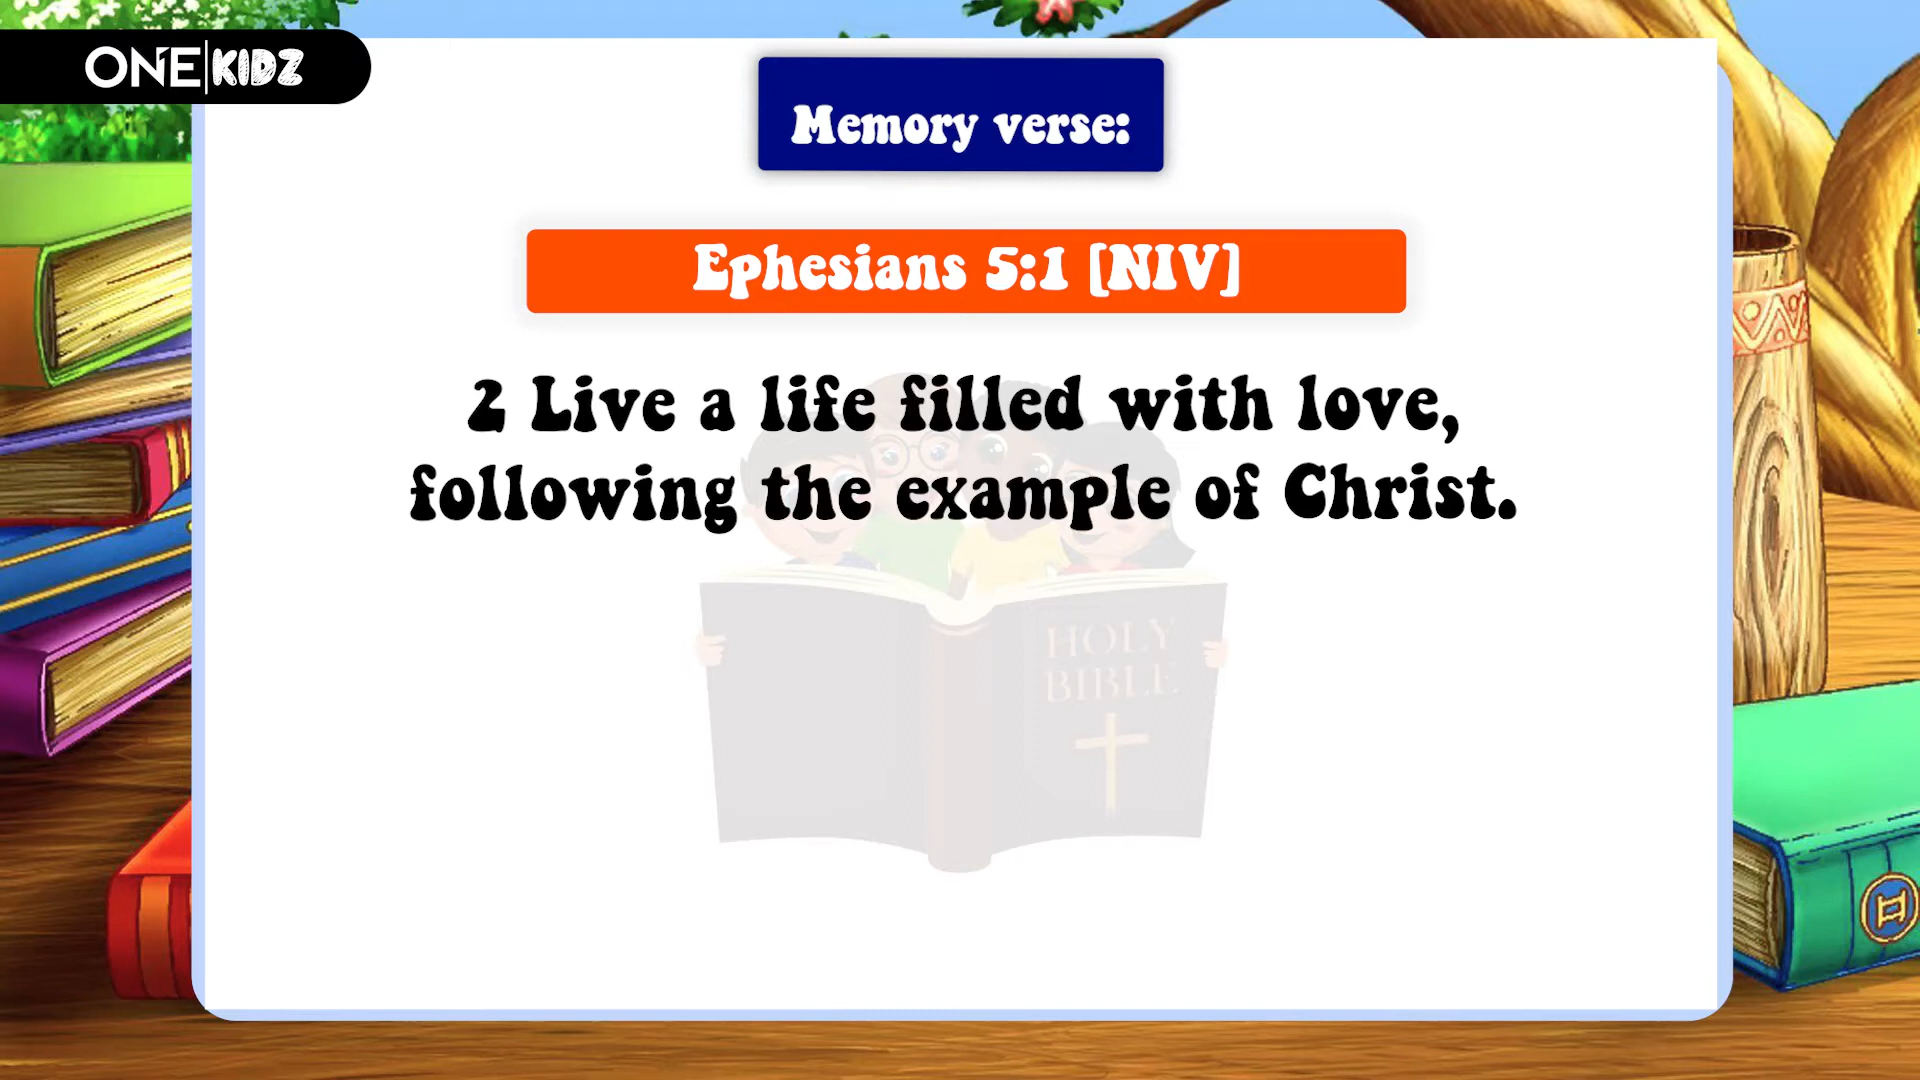 ONE|KIDZ
Memory verse:
Ephesians 5:1 [NIV]
2 Live a life filled with love,
following the example of Christ.
HOLY
BIBLE